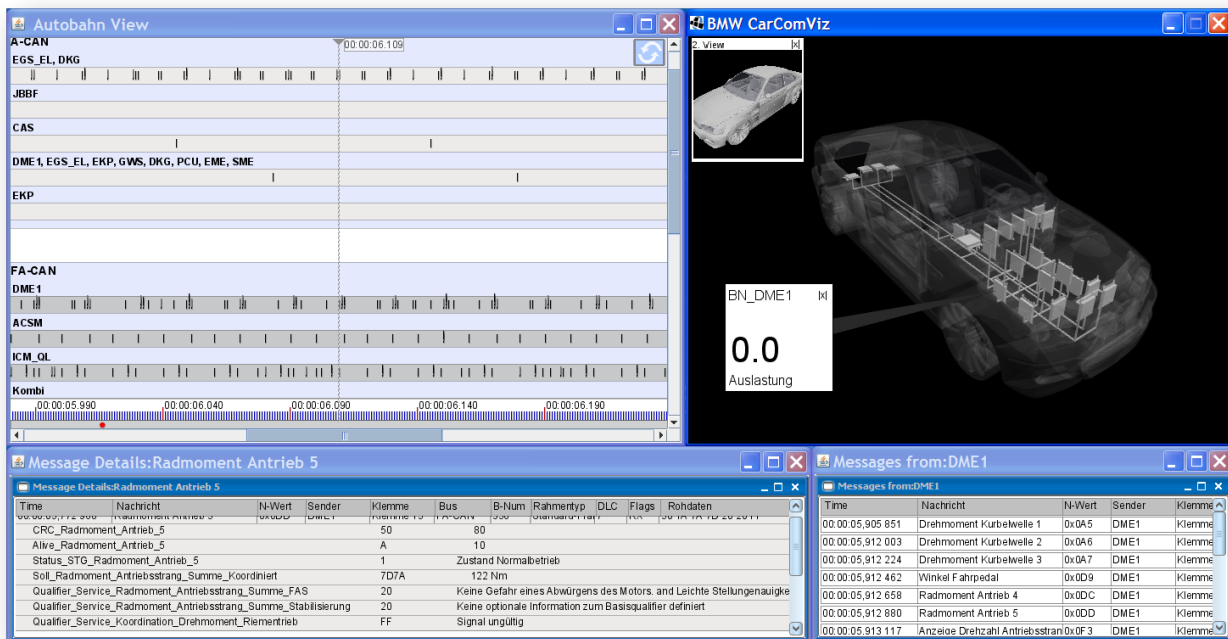 Autobahn View
A-CAN
00:00:06.109
EGS_EL, DKG
JBBF
CAS
DME1, EGS_EL, EKP, GWS, DKG, PCU, EME, SME
EKP
FA-CAN
DME1
ACSM
ICM_QL
Kombi
00:00:05.990 00:00:06.040 00:00:06.090 00:00:06.140 00:00:06.190
BMW CarComViz
2. View |x|
BN_DME1 |x|
0.0
Auslastung
Message Details:Radmoment Antrieb 5
Message Details:Radmoment Antrieb 5
Time Nachricht N-Wert Sender Klemme Bus B-Num Rahmentyp DLC Flags Rohdaten
CRC_Radmoment_Antrieb_5 50 80
Alive_Radmoment_Antrieb_5 A 10
Status_STG_Radmoment_Antrieb_5 1 Zustand Normalbetrieb
Soll_Radmoment_Antriebsstrang_Summe_Koordiniert 7D7A 122 Nm
Qualifier_Service_Radmoment_Antriebsstrang_Summe_FAS 20 Keine Gefahr eines Abwürgens des Motors. and Leichte Stellungenauigke
Qualifier_Service_Radmoment_Antriebsstrang_Summe_Stabilisierung 20 Keine optionale Information zum Basisqualifer definiert
Qualifier_Service_Koordination_Drehmoment_Riementrieb FF Signal ungültig
Messages from:DME1
Messages from:DME1
Time Nachricht N-Wert Sender Klemme
00:00:05,905 851 Drehmoment Kurbelwelle 1 0x0A5 DME1 Klemme
00:00:05,912 003 Drehmoment Kurbelwelle 2 0x0A6 DME1 Klemme
00:00:05,912 224 Drehmoment Kurbelwelle 3 0x0A7 DME1 Klemme
00:00:05,912 462 Winkel Fahrpedal 0x0D9 DME1 Klemme
00:00:05,912 658 Radmoment Antrieb 4 0x0DC DME1 Klemme
00:00:05,912 880 Radmoment Antrieb 5 0x0DD DME1 Klemme
00:00:05,913 117 Anzeige Drehzahl Antriebsstran 0x0F3 DME1 Klemme